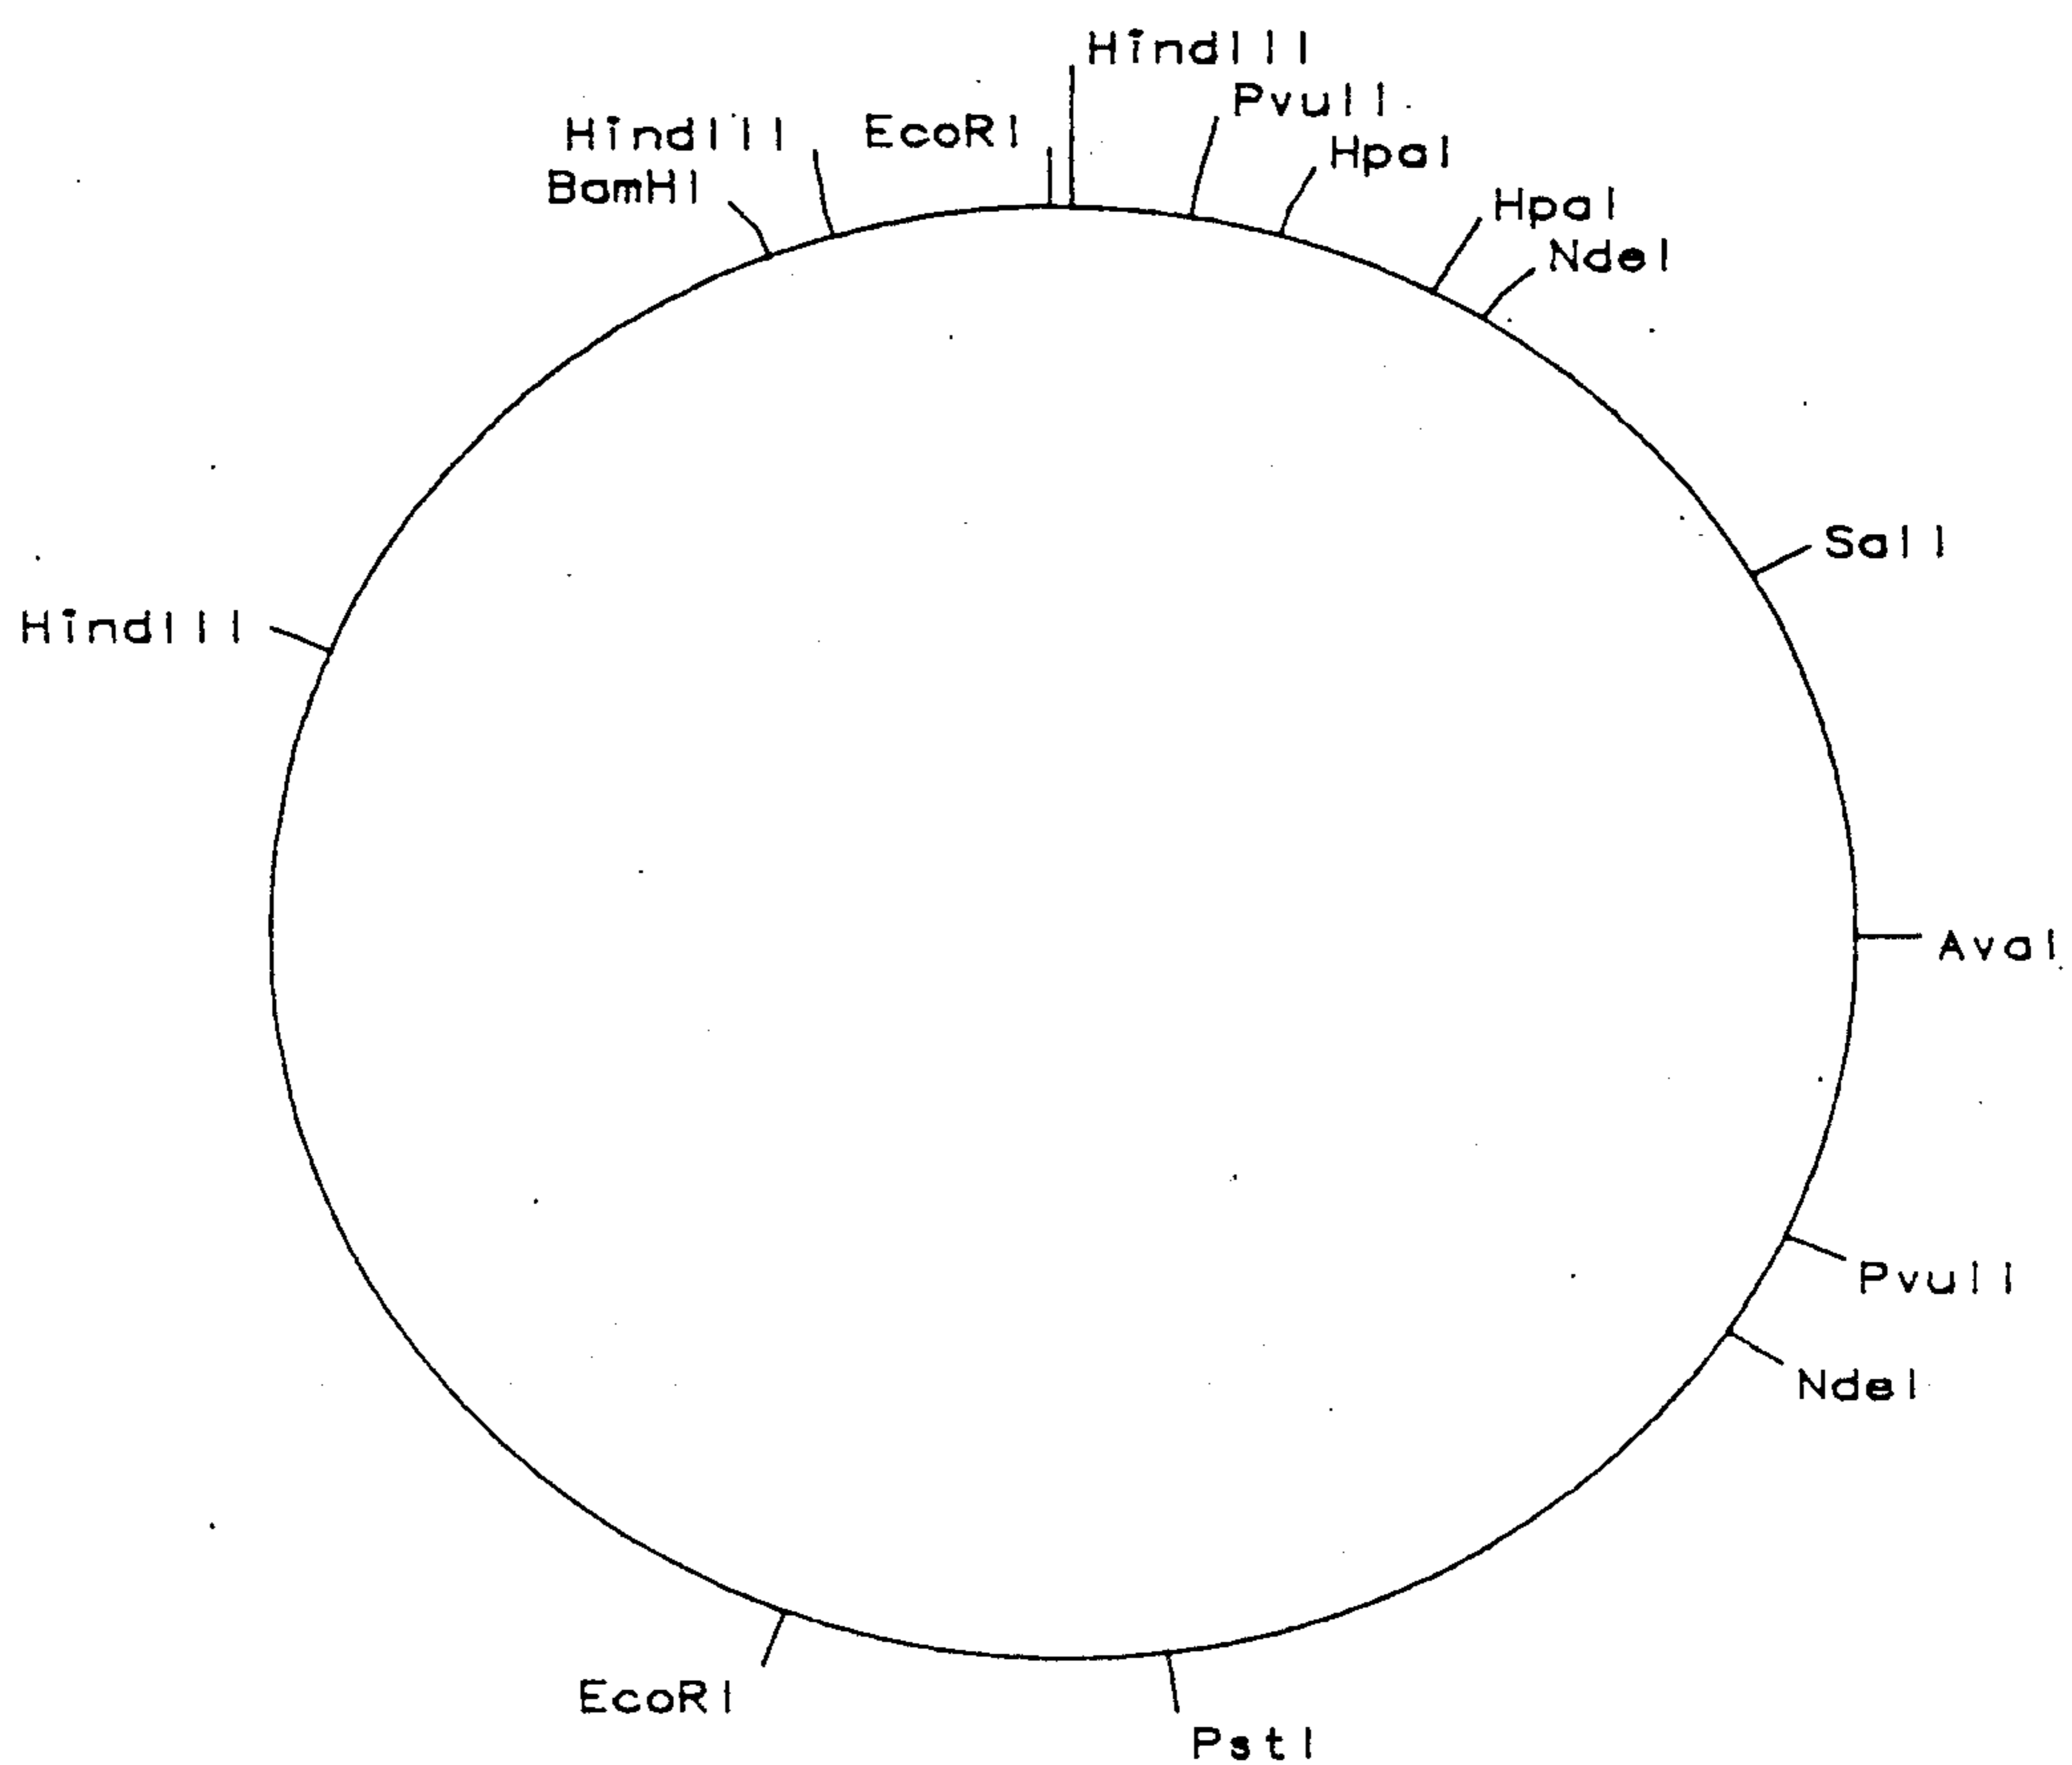 HindIII
PvuII
EcoRI
HindIII
HpaI
BamHI
HpaI
NdeI
SalI
HindIII
AvaI
PvuII
NdeI
EcoRI
PstI